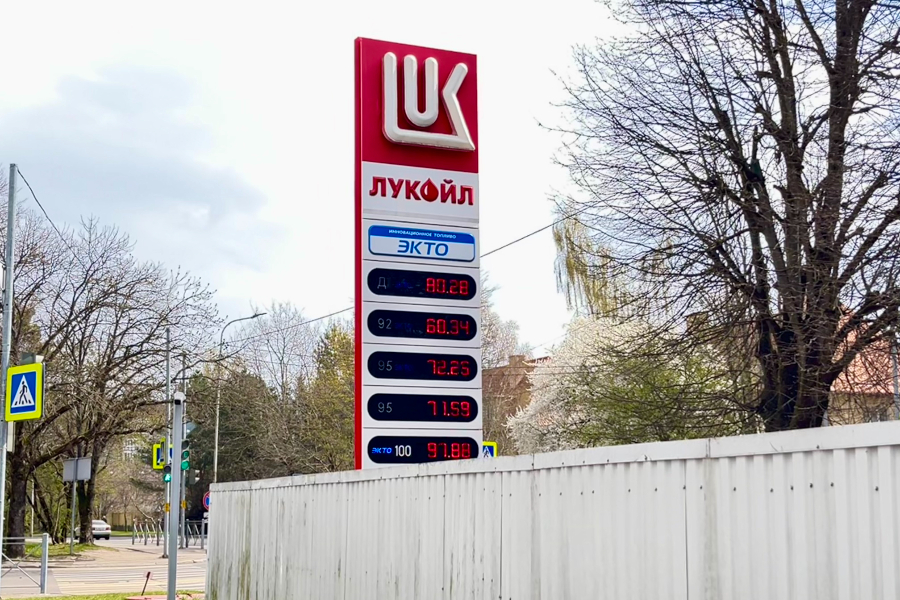 ЛУКОЙЛ
ИННОВАЦИОННОЕ ТОПЛИВО
ЭКТО
Д 80.28
92 60.34
95 72.25
95 71.59
ЭКТО 100 97.88